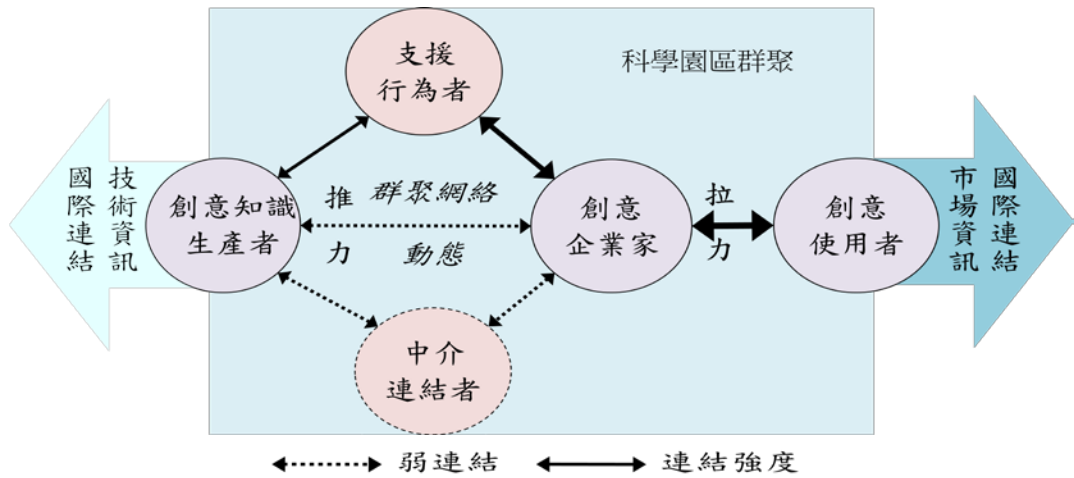 支援
行為者
科學園區群聚
國際連結
技術資訊
創意知識
生產者
推力
群聚網絡
動態
創意
企業家
拉力
創意
使用者
市場資訊
國際連結
中介
連結者
弱連結
連結強度